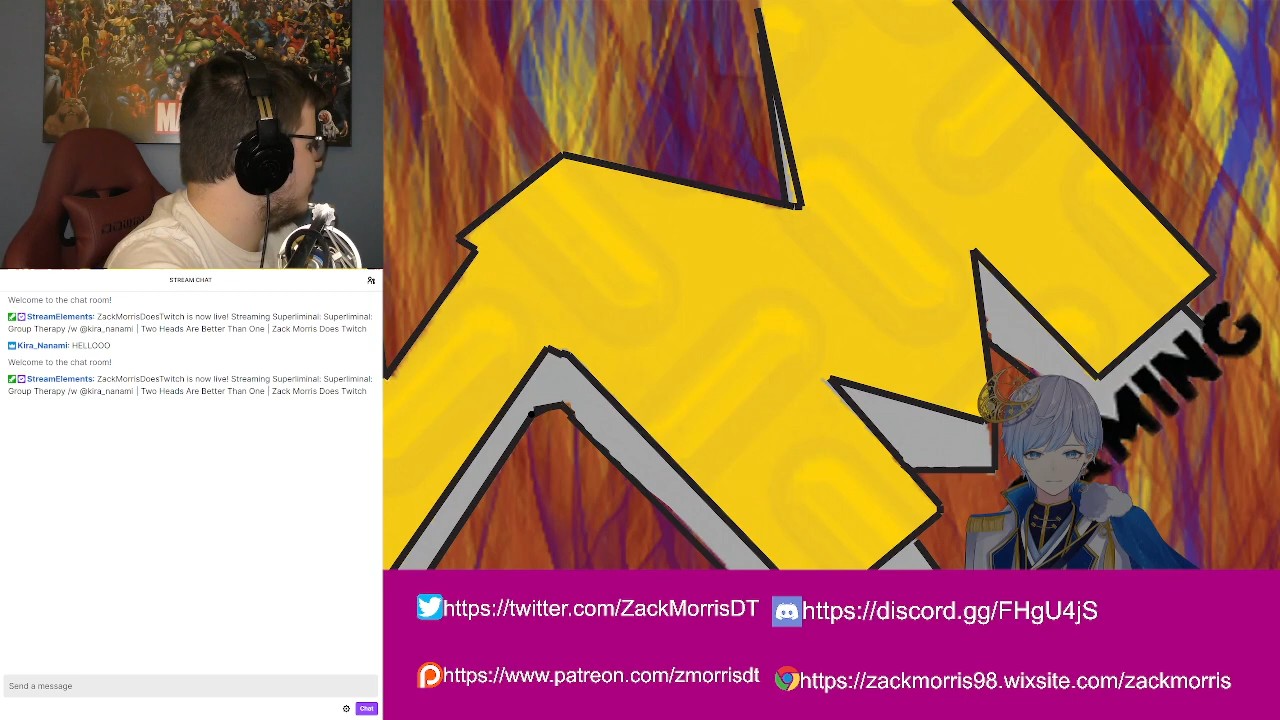 MA
STREAM CHAT
Welcome to the chat room!
StreamElements: ZackMorrisDoesTwitch is now live! Streaming Superliminal: Superliminal:
Group Therapy /w @kira_nanami | Two Heads Are Better Than One | Zack Morris Does Twitch
Kira_Nanami: HELLOOO
Welcome to the chat room!
StreamElements: ZackMorrisDoesTwitch is now live! Streaming Superliminal: Superliminal:
Group Therapy /w @kira_nanami | Two Heads Are Better Than One | Zack Morris Does Twitch
Send a message
Chat
MING
https://twitter.com/ZackMorrisDT
https://discord.gg/FHgU4jS
https://www.patreon.com/zmorrisdt
https://zackmorris98.wixsite.com/zackmorris